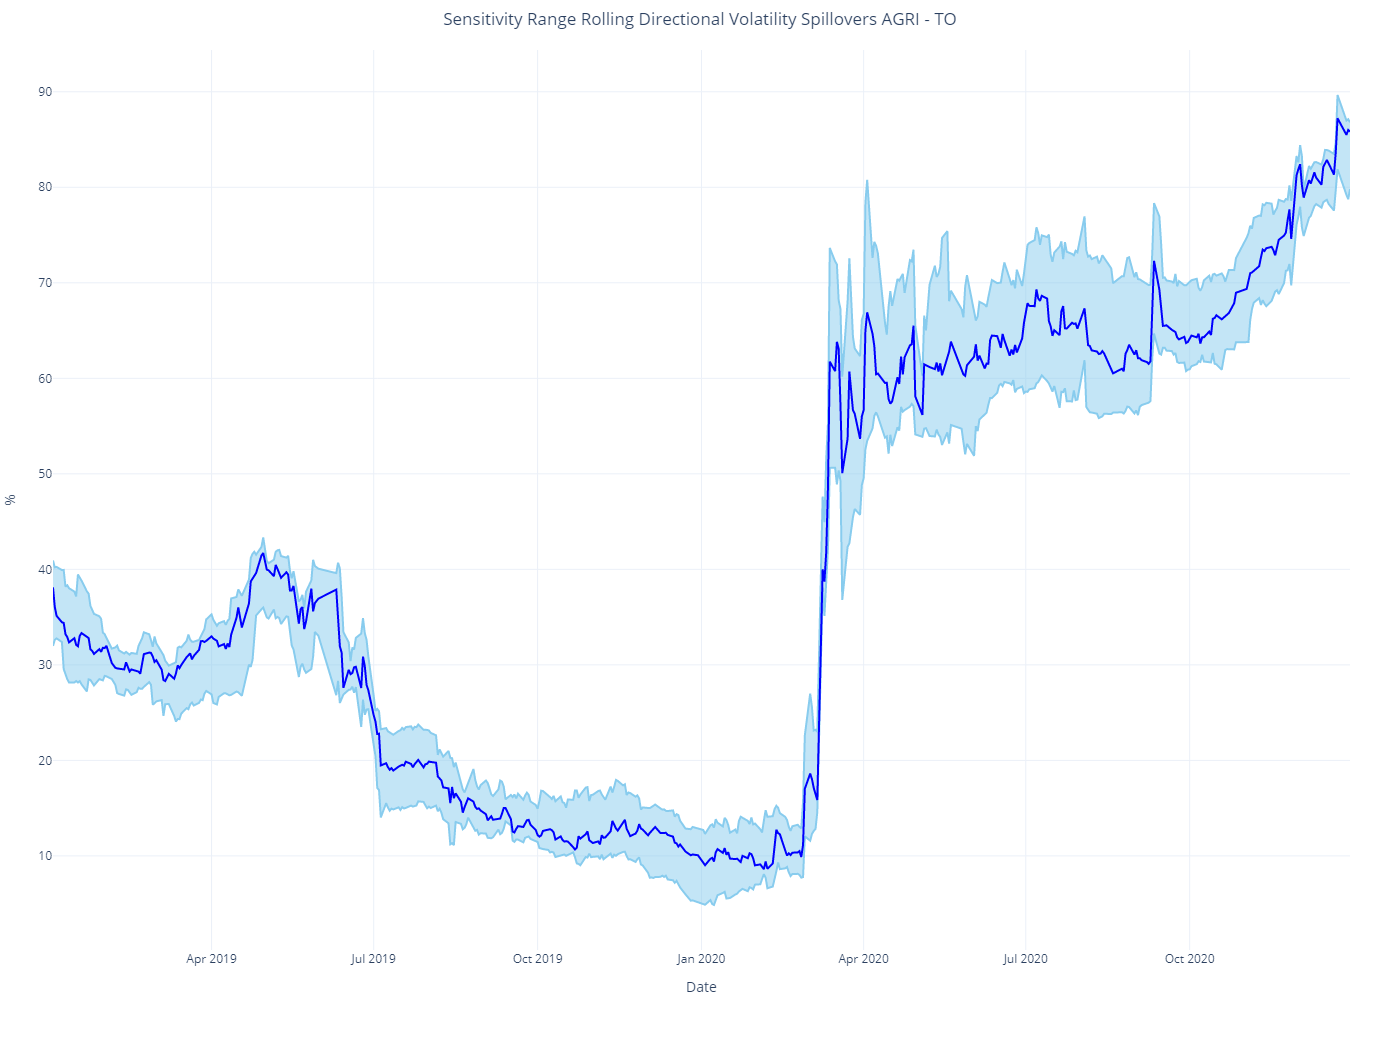 Sensitivity Range Rolling Directional Volatility Spillovers AGRI - TO
90
80
70
60
50
40
30
20
10
%
Apr 2019
Jul 2019
Oct 2019
Jan 2020
Apr 2020
Jul 2020
Oct 2020
Date